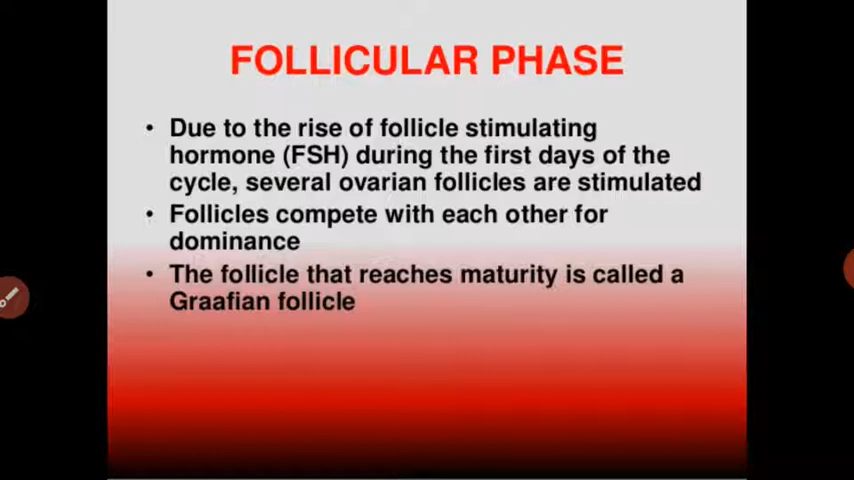 FOLLICULAR PHASE
• Due to the rise of follicle stimulating
hormone (FSH) during the first days of the
cycle, several ovarian follicles are stimulated
• Follicles compete with each other for
dominance
• The follicle that reaches maturity is called a
Graafian follicle